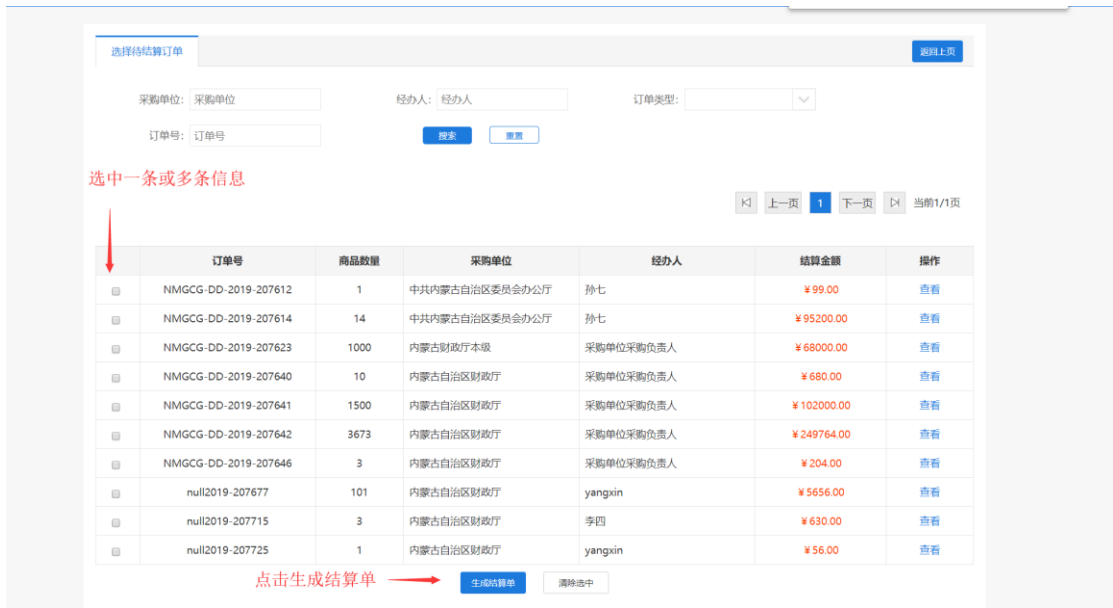 选择待结算订单 返回上页
采购单位: 采购单位 经办人: 经办人 订单类型:
订单号: 订单号 搜索 重置
选中一条或多条信息
上一页 1 下一页 当前1/1页
订单号 商品数量 采购单位 经办人 结算金额 操作
NMGCG-DD-2019-207612 1 中共内蒙古自治区委员会办公厅 孙七 ¥99.00 查看
NMGCG-DD-2019-207614 14 中共内蒙古自治区委员会办公厅 孙七 ¥95200.00 查看
NMGCG-DD-2019-207623 1000 内蒙古财政厅本级 采购单位采购负责人 ¥68000.00 查看
NMGCG-DD-2019-207640 10 内蒙古自治区财政厅 采购单位采购负责人 ¥680.00 查看
NMGCG-DD-2019-207641 1500 内蒙古自治区财政厅 采购单位采购负责人 ¥102000.00 查看
NMGCG-DD-2019-207642 3673 内蒙古自治区财政厅 采购单位采购负责人 ¥249764.00 查看
NMGCG-DD-2019-207646 3 内蒙古自治区财政厅 采购单位采购负责人 ¥204.00 查看
null2019-207677 101 内蒙古自治区财政厅 yangxin ¥5656.00 查看
null2019-207715 3 内蒙古自治区财政厅 李四 ¥630.00 查看
null2019-207725 1 内蒙古自治区财政厅 yangxin ¥56.00 查看
点击生成结算单 生成结算单 清除选中